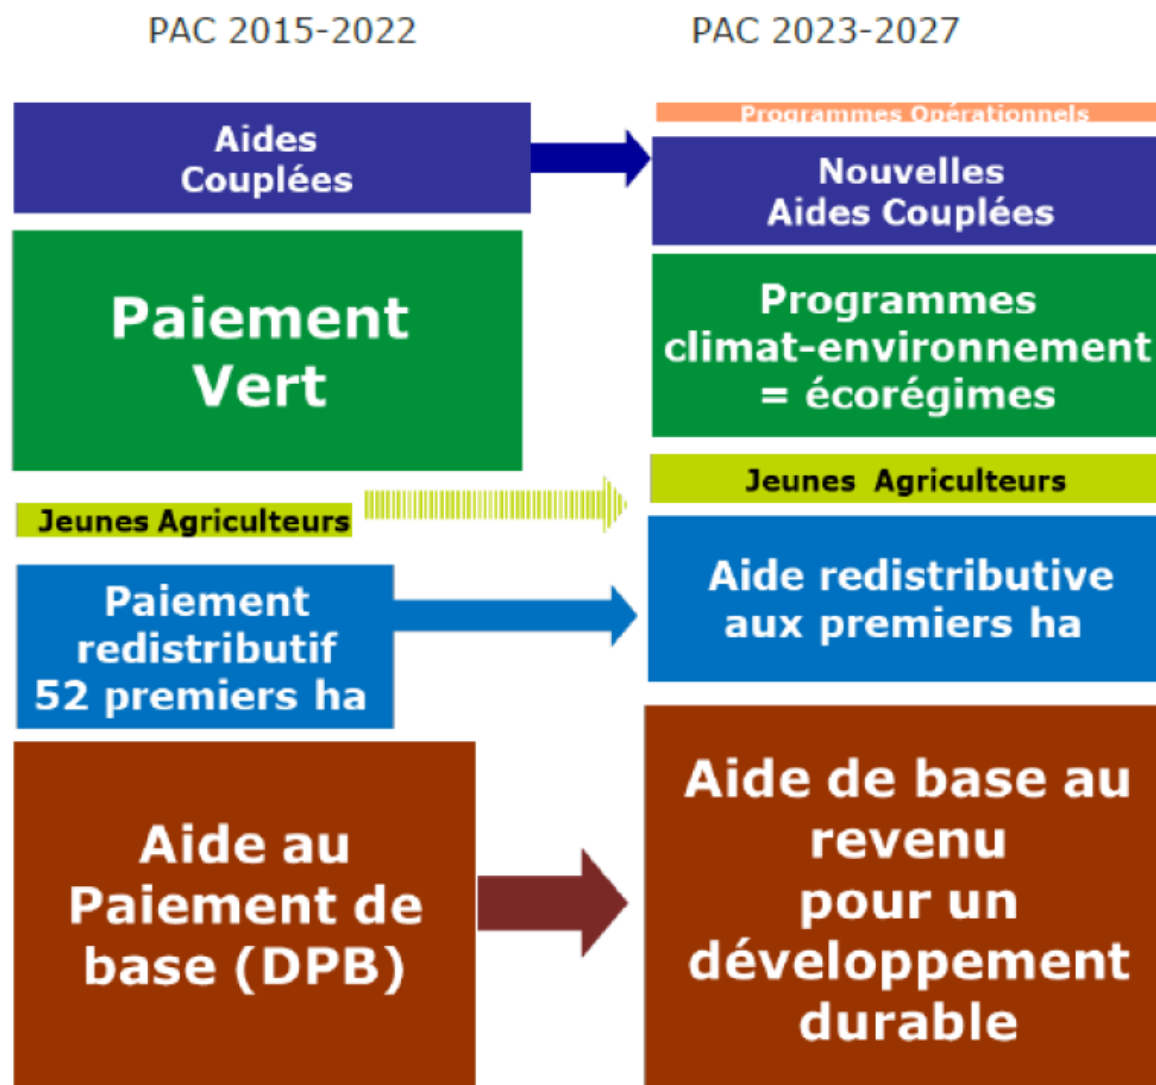 PAC 2015-2022
Aides
Couplées
Paiement
Vert
Jeunes Agriculteurs
Paiement
redistributif
52 premiers ha
Aide au
Paiement de
base (DPB)
PAC 2023-2027
Programmes Opérationnels
Nouvelles
Aides Couplées
Programmes
climat-environnement
= écorégimes
Jeunes Agriculteurs
Aide redistributive
aux premiers ha
Aide de base au
revenu
pour un
développement
durable